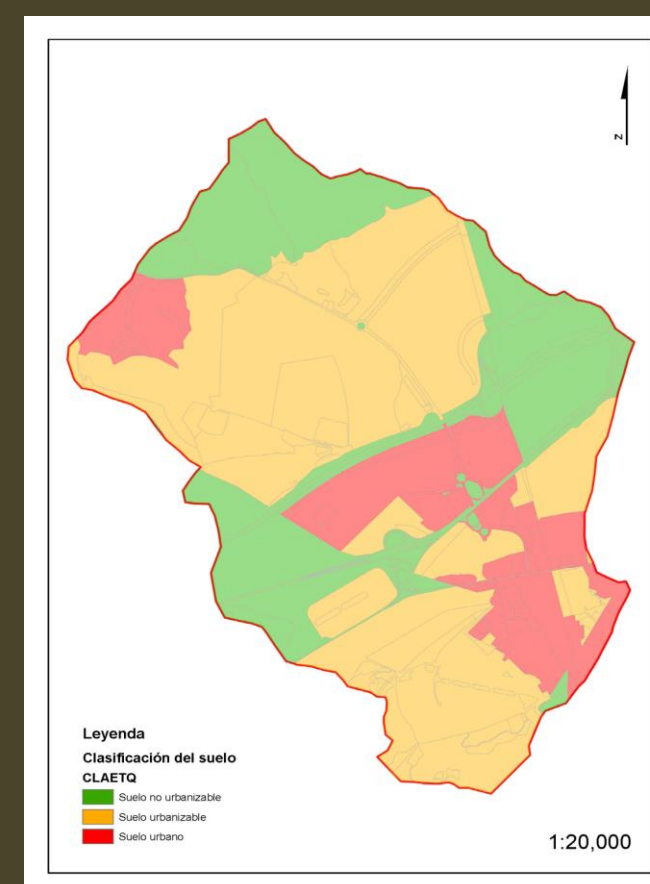 N
Leyenda
Clasificación del suelo
CLAETQ
Suelo no urbanizable
Suelo urbanizable
Suelo urbano
1:20,000